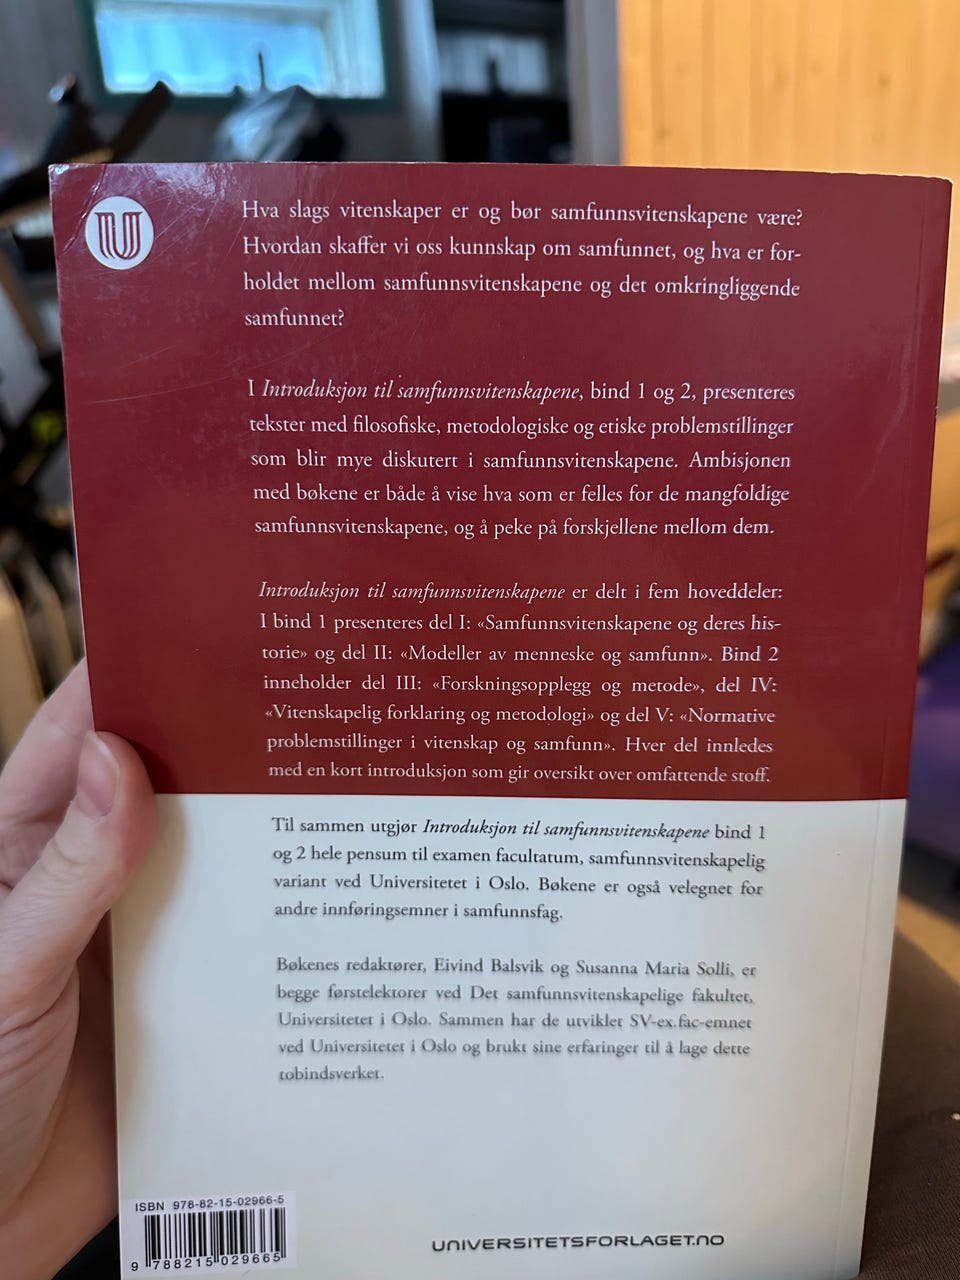 U
Hva slags vitenskaper er og bør samfunnsvitenskapene være?
Hvordan skaffer vi oss kunnskap om samfunnet, og hva er for-
holdet mellom samfunnsvitenskapene og det omkringliggende
samfunnet?
I Introduksjon til samfunnsvitenskapene, bind 1 og 2, presenteres
tekster med filosofiske, metodologiske og etiske problemstillinger
som blir mye diskutert i samfunnsvitenskapene. Ambisjonen
med bøkene er både å vise hva som er felles for de mangfoldige
samfunnsvitenskapene, og å peke på forskjellene mellom dem.
Introduksjon til samfunnsvitenskapene er delt i fem hoveddeler:
I bind 1 presenteres del I: «Samfunnsvitenskapene og deres his-
torie» og del II: «Modeller av menneske og samfunn». Bind 2
inneholder del III: «Forskningsopplegg og metode», del IV:
«Vitenskapelig forklaring og metodologi» og del V: «Normative
problemstillinger i vitenskap og samfunn». Hver del innledes
med en kort introduksjon som gir oversikt over omfattende stoff.
Til sammen utgjør Introduksjon til samfunnsvitenskapene bind 1
og 2 hele pensum til examen facultatum, samfunnsvitenskapelig
variant ved Universitetet i Oslo. Bøkene er også velegnet for
andre innføringsemner i samfunnsfag.
Bøkenes redaktører, Eivind Balsvik og Susanna Maria Solli, er
begge førstelektorer ved Det samfunnsvitenskapelige fakultet,
Universitetet i Oslo. Sammen har de utviklet SV-ex.fac-emnet
ved Universitetet i Oslo og brukt sine erfaringer til å lage dette
tobindsverket.
ISBN 978-82-15-02966-5
9 788215 029665
UNIVERSITETSFORLAGET.NO